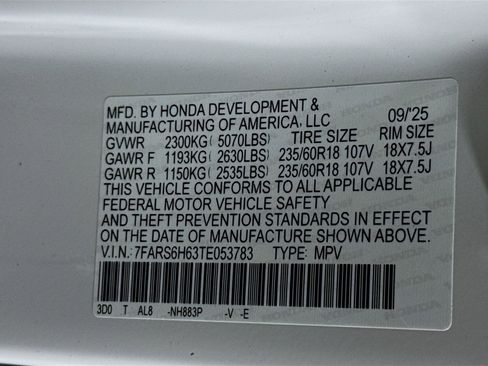 MFD. BY HONDA DEVELOPMENT &
MANUFACTURING OF AMERICA, LLC 09/'25
GVWR 2300KG( 5070LBS) TIRE SIZE RIM SIZE
GAWR F 1193KG( 2630LBS) 235/60R18 107V 18X7.5J
GAWR R 1150KG( 2535LBS) 235/60R18 107V 18X7.5J
THIS VEHICLE CONFORMS TO ALL APPLICABLE
FEDERAL MOTOR VEHICLE SAFETY
AND THEFT PREVENTION STANDARDS IN EFFECT ON
THE DATE OF MANUFACTURE SHOWN ABOVE.
V.I.N.: 7FARS6H63TE053783 TYPE: MPV
3D0 T AL8 -NH883P -V -E